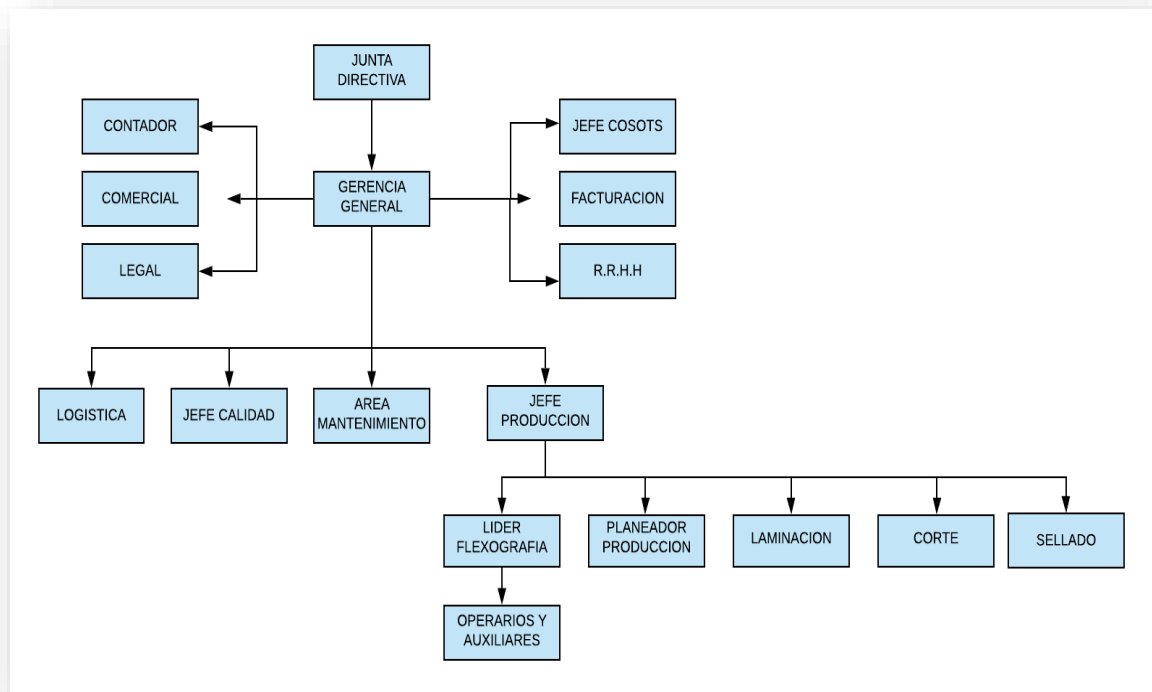 JUNTA
DIRECTIVA
CONTADOR
JEFE COSOTS
COMERCIAL
GERENCIA
GENERAL
FACTURACION
LEGAL
R.R.H.H
LOGISTICA
JEFE CALIDAD
AREA
MANTENIMIENTO
JEFE
PRODUCCION
LIDER
FLEXOGRAFIA
PLANEADOR
PRODUCCION
LAMINACION
CORTE
SELLADO
OPERARIOS Y
AUXILIARES